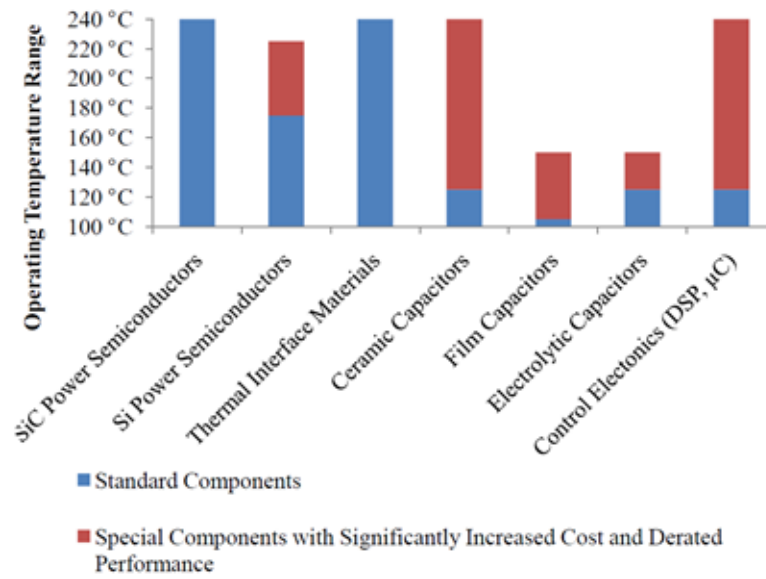 Operating Temperature Range
240 °C
220 °C
200 °C
180 °C
160 °C
140 °C
120 °C
100 °C
SiC Power Semiconductors
Si Power Semiconductors
Thermal Interface Materials
Ceramic Capacitors
Film Capacitors
Electrolytic Capacitors
Control Electonics (DSP, µC)
Standard Components
Special Components with Significantly Increased Cost and Derated
Performance